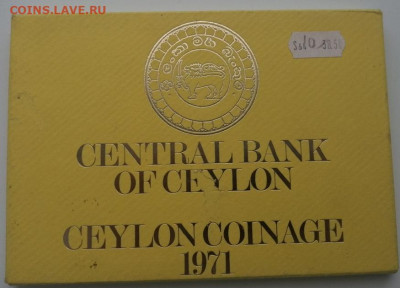 COINS.LAVE.RU
CENTRAL BANK
OF CEYLON
CEYLON COINAGE
1971